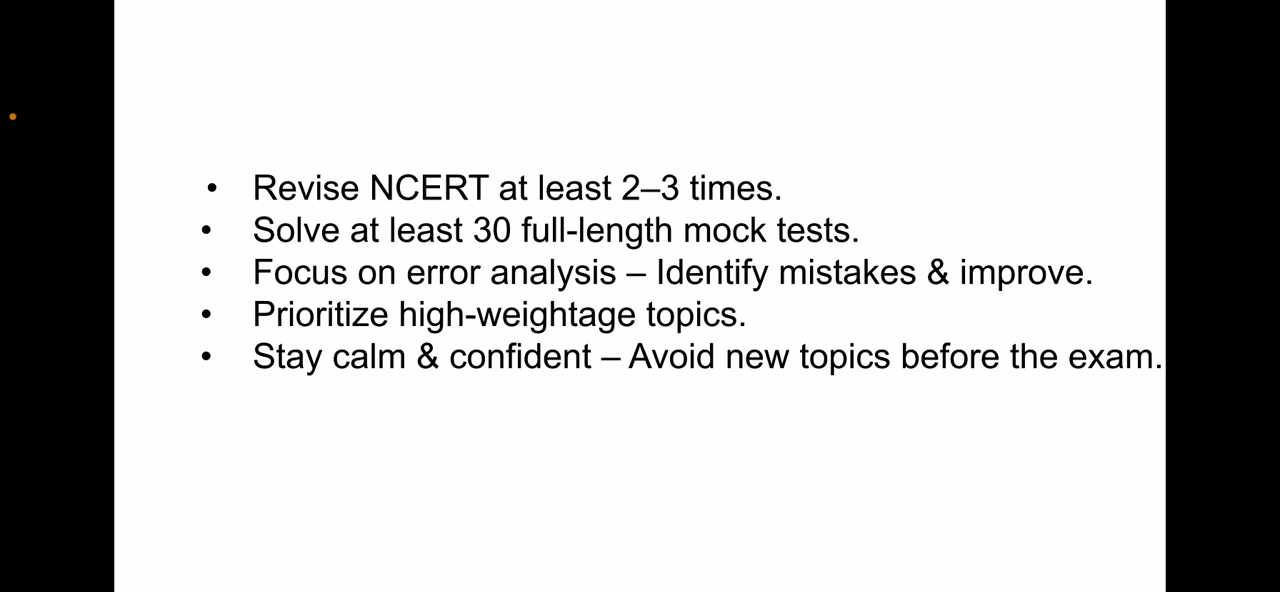 • Revise NCERT at least 2–3 times.
• Solve at least 30 full-length mock tests.
• Focus on error analysis – Identify mistakes & improve.
• Prioritize high-weightage topics.
• Stay calm & confident – Avoid new topics before the exam.